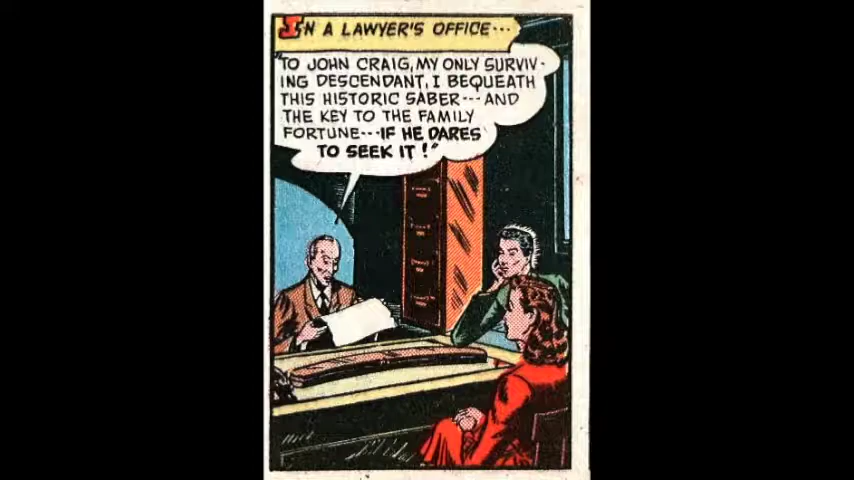 IN A LAWYER'S OFFICE...
"TO JOHN CRAIG, MY ONLY SURVIV-
ING DESCENDANT, I BEQUEATH
THIS HISTORIC SABER---AND
THE KEY TO THE FAMILY
FORTUNE---IF HE DARES
TO SEEK IT!"